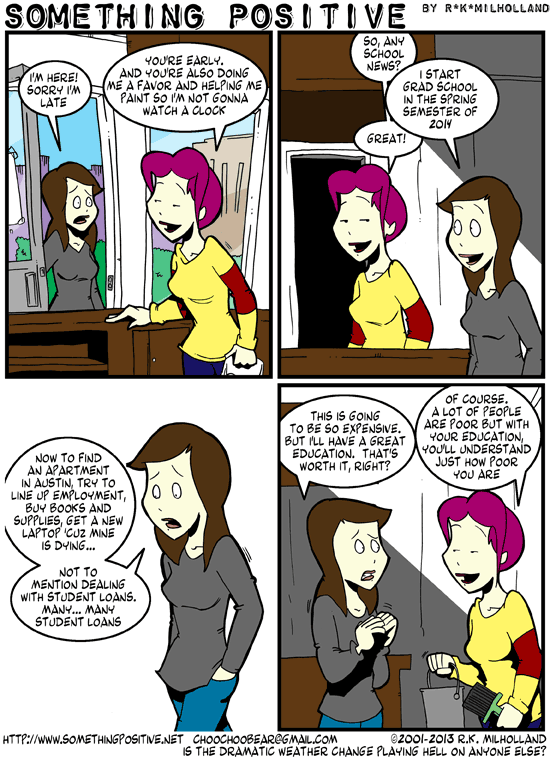 SOMETHING POSITIVE BY R*K*MILHOLLAND
I'M HERE!
SORRY I'M
LATE
YOU'RE EARLY.
AND YOU'RE ALSO DOING
ME A FAVOR AND HELPING ME
PAINT SO I'M NOT GONNA
WATCH A CLOCK
SO, ANY
SCHOOL
NEWS?
I START
GRAD SCHOOL
IN THE SPRING
SEMESTER OF
2014
GREAT!
NOW TO FIND
AN APARTMENT
IN AUSTIN, TRY TO
LINE UP EMPLOYMENT,
BUY BOOKS AND
SUPPLIES, GET A NEW
LAPTOP 'CUZ MINE
IS DYING...
NOT TO
MENTION DEALING
WITH STUDENT LOANS.
MANY... MANY
STUDENT LOANS
THIS IS GOING
TO BE SO EXPENSIVE.
BUT I'LL HAVE A GREAT
EDUCATION. THAT'S
WORTH IT, RIGHT?
OF COURSE.
A LOT OF PEOPLE
ARE POOR BUT WITH
YOUR EDUCATION,
YOU'LL UNDERSTAND
JUST HOW POOR
YOU ARE
HTTP://WWW.SOMETHINGPOSITIVE.NET CHOOCHOOBEAR@GMAIL.COM ©2001-2013 R.K. MILHOLLAND
IS THE DRAMATIC WEATHER CHANGE PLAYING HELL ON ANYONE ELSE?